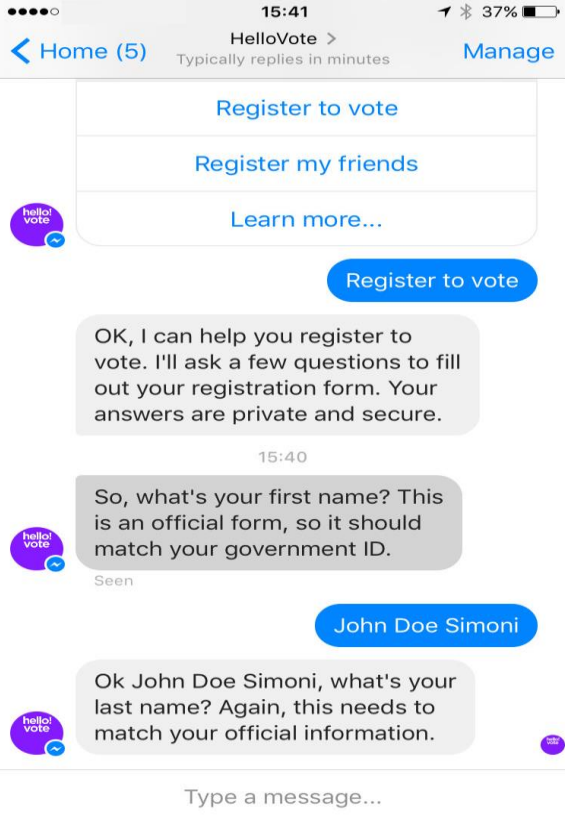 15:41
37%
Home (5)
HelloVote >
Typically replies in minutes
Manage
Register to vote
Register my friends
Learn more...
hello!
vote
Register to vote
OK, I can help you register to
vote. I'll ask a few questions to fill
out your registration form. Your
answers are private and secure.
15:40
So, what's your first name? This
is an official form, so it should
match your government ID.
hello!
vote
Seen
John Doe Simoni
Ok John Doe Simoni, what's your
last name? Again, this needs to
match your official information.
hello!
vote
hello!
vote
Type a message...